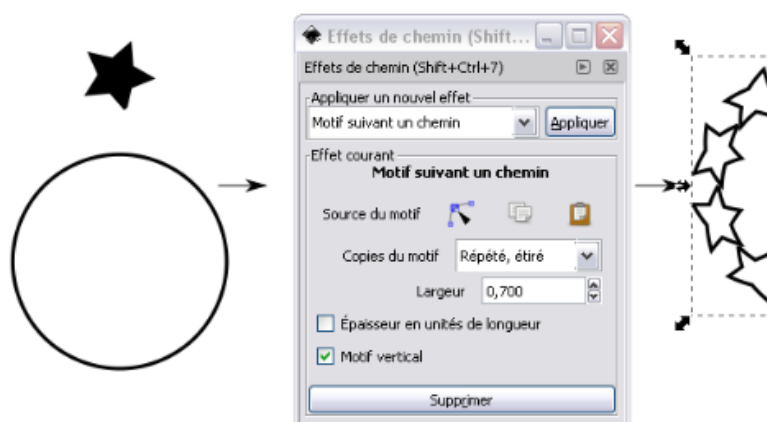 Effets de chemin (Shift...
Effets de chemin (Shift+Ctrl+7)
Appliquer un nouvel effet
Motif suivant un chemin
Appliquer
Effet courant
Motif suivant un chemin
Source du motif
Copies du motif
Répété, étiré
Largeur
0,700
Épaisseur en unités de longueur
Motif vertical
Supprimer